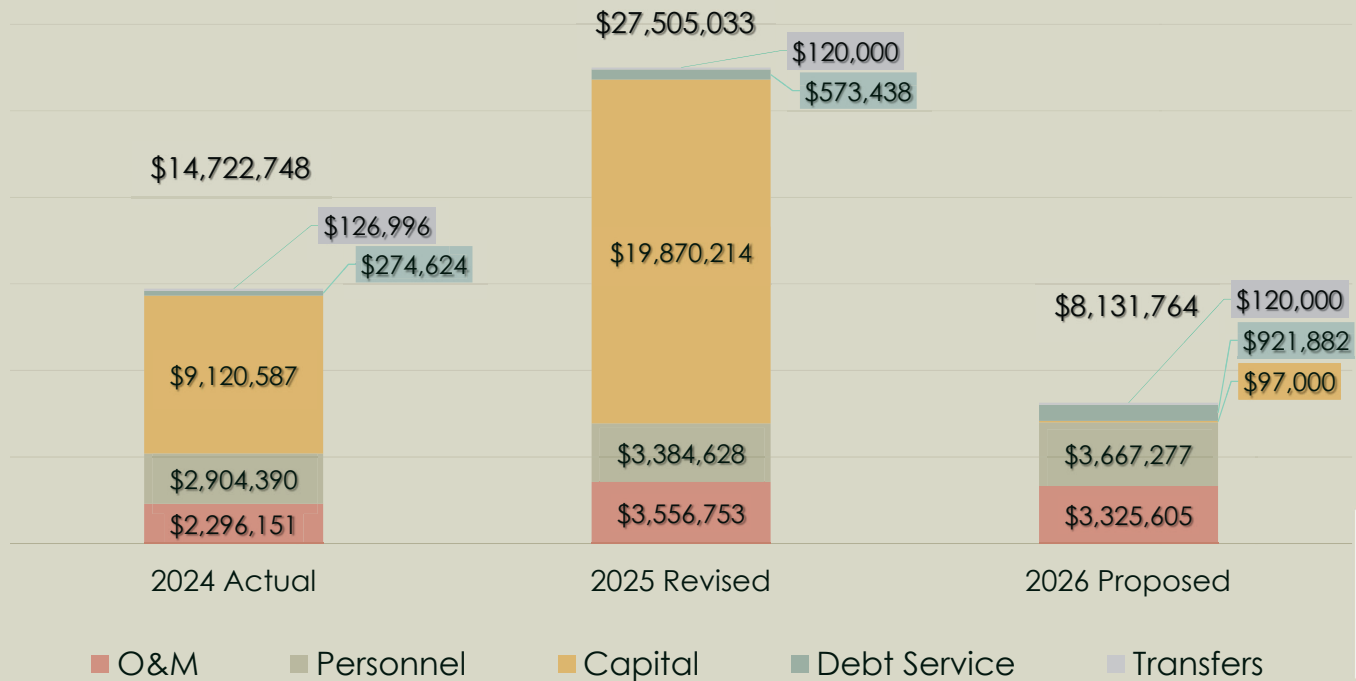 $27,505,033
$120,000
$573,438
$14,722,748
$126,996
$274,624
$19,870,214
$8,131,764
$120,000
$921,882
$97,000
$9,120,587
$3,384,628
$3,667,277
$2,904,390
$3,556,753
$3,325,605
$2,296,151
2024 Actual
2025 Revised
2026 Proposed
O&M
Personnel
Capital
Debt Service
Transfers